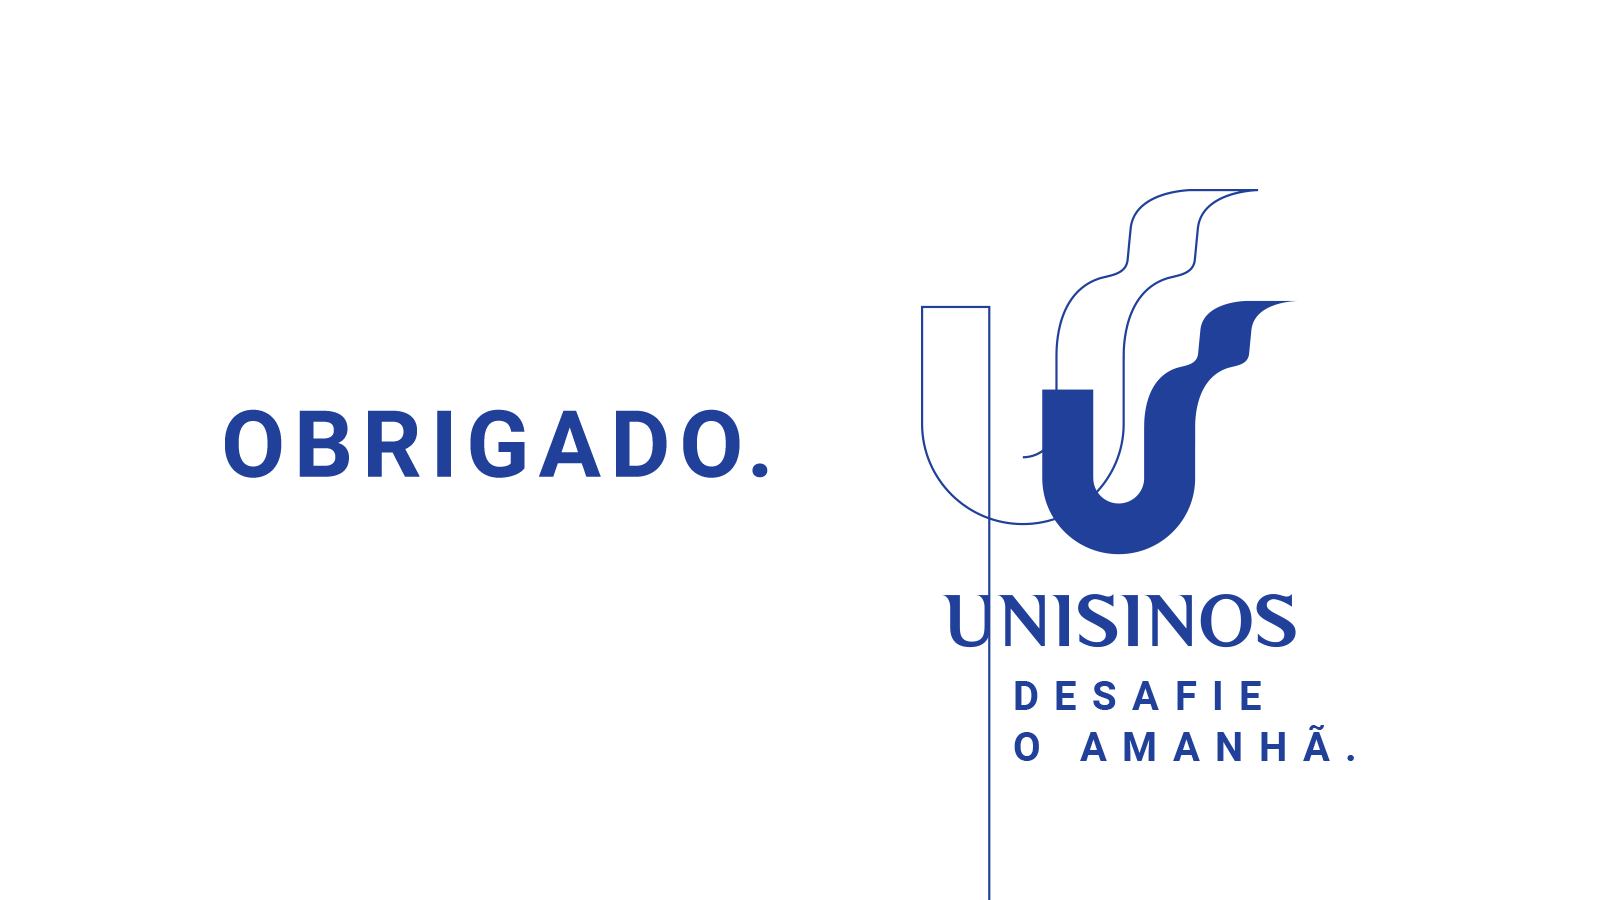 OBRIGADO.
UNISINOS
DESAFIE
O AMANHÃ.